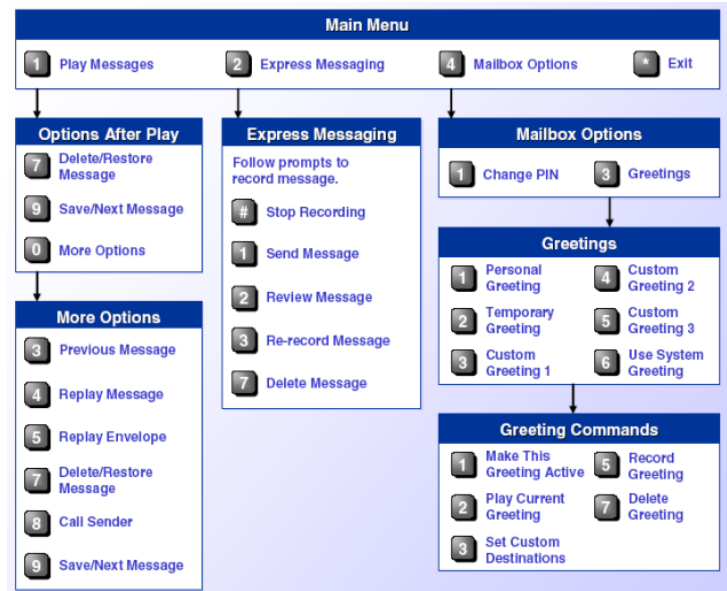 Main Menu
1 Play Messages
2 Express Messaging
4 Mailbox Options
* Exit
Options After Play
7 Delete/Restore
Message
9 Save/Next Message
0 More Options
More Options
3 Previous Message
4 Replay Message
5 Replay Envelope
7 Delete/Restore
Message
8 Call Sender
9 Save/Next Message
Express Messaging
Follow prompts to
record message.
# Stop Recording
1 Send Message
2 Review Message
3 Re-record Message
7 Delete Message
Mailbox Options
1 Change PIN
3 Greetings
Greetings
1 Personal
Greeting
2 Temporary
Greeting
3 Custom
Greeting 1
4 Custom
Greeting 2
5 Custom
Greeting 3
6 Use System
Greeting
Greeting Commands
1 Make This
Greeting Active
2 Play Current
Greeting
3 Set Custom
Destinations
5 Record
Greeting
7 Delete
Greeting